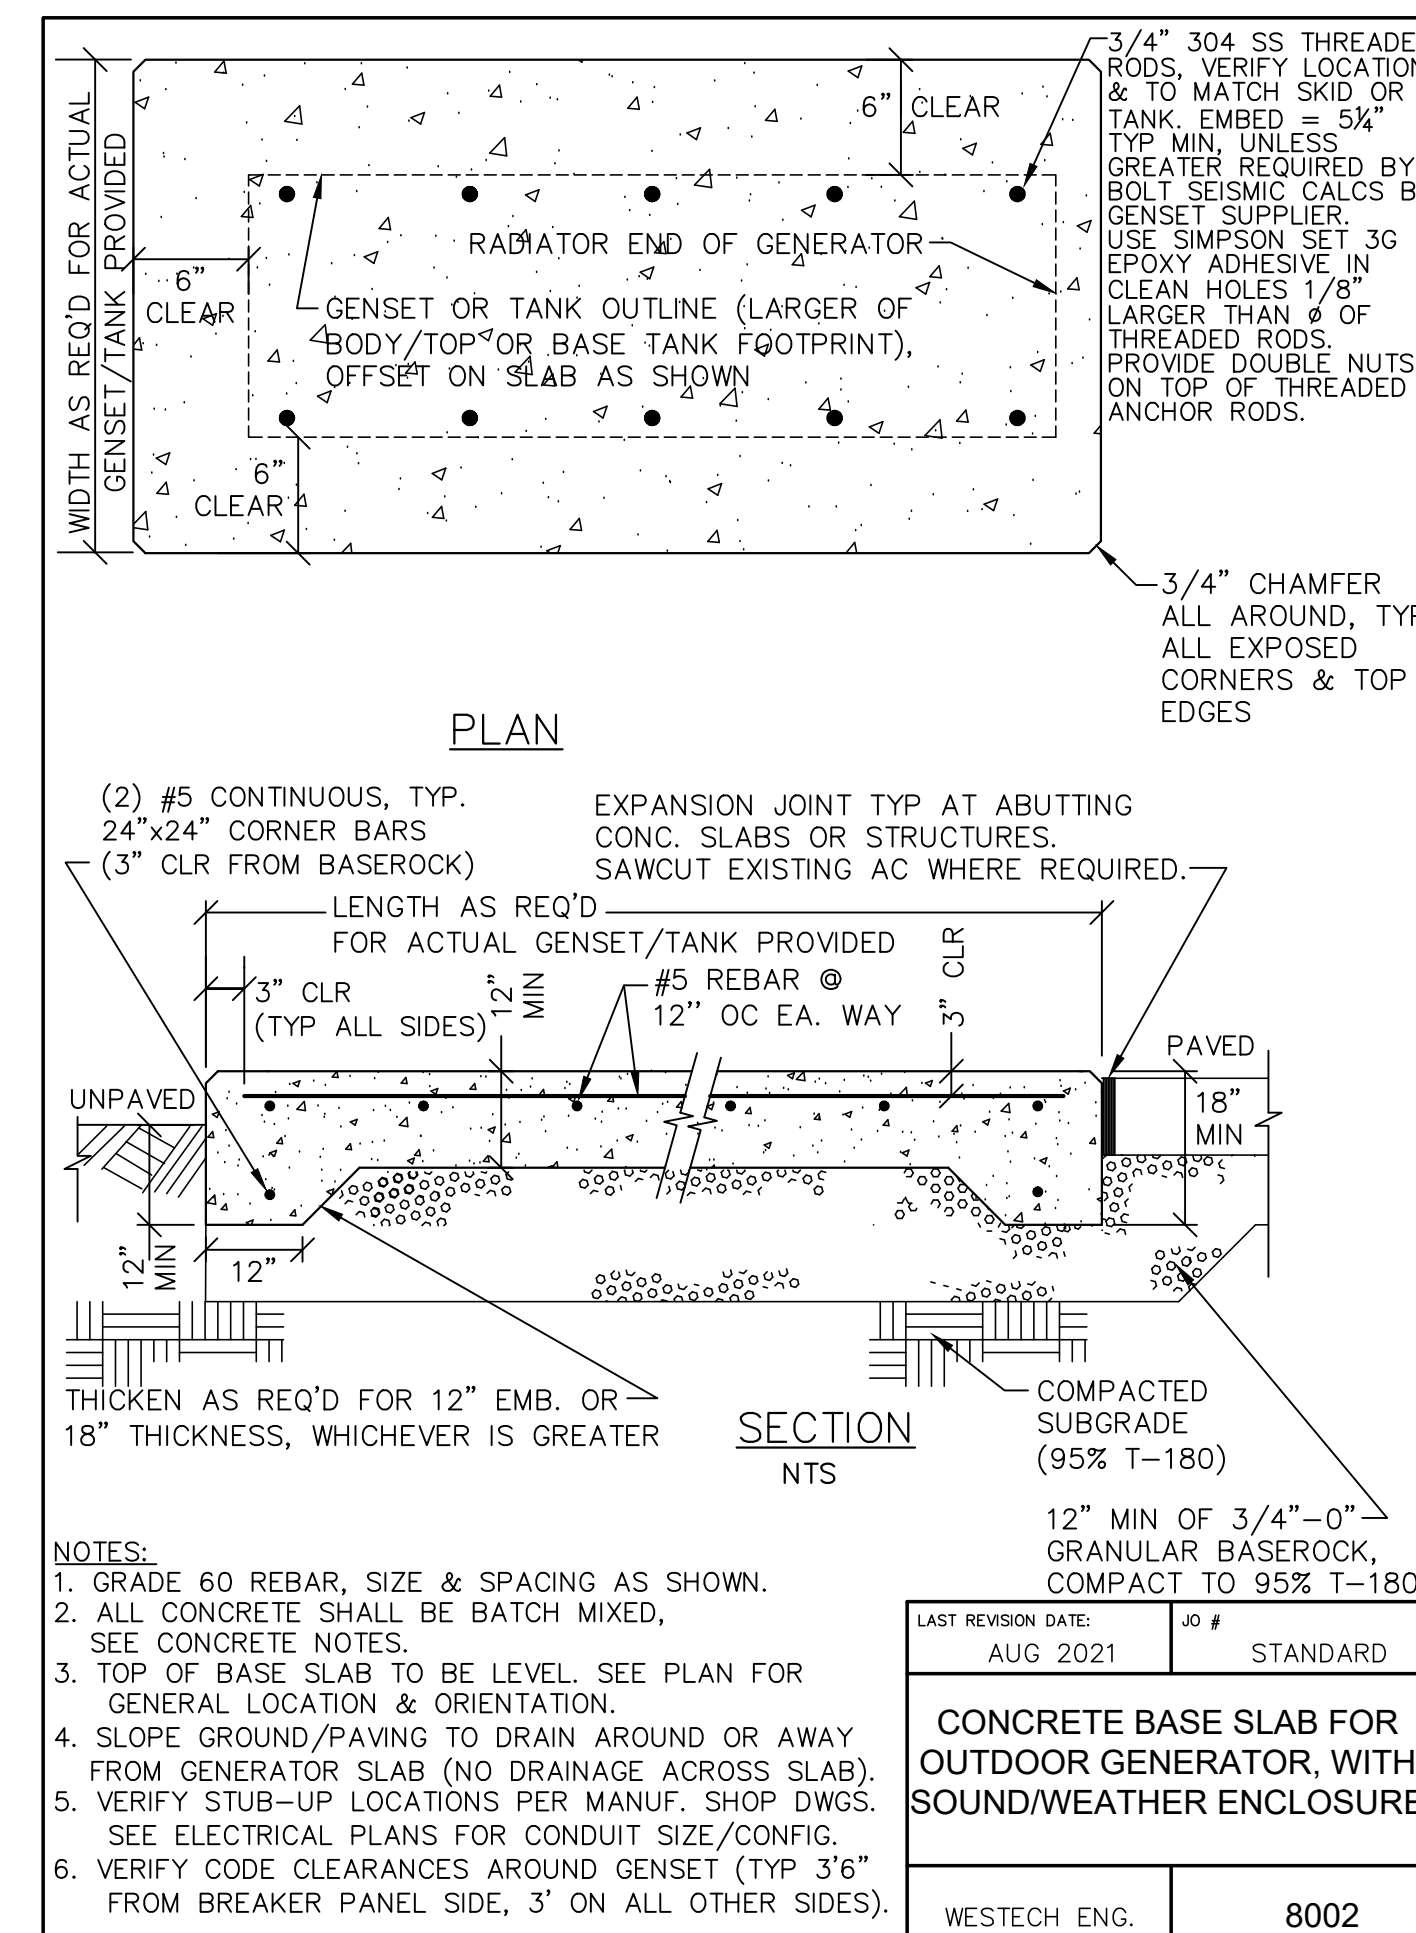 3/4" 304 SS THREADE
RODS, VERIFY LOCATION
& TO MATCH SKID OR
TANK. EMBED = 5¼"
TYP MIN, UNLESS
GREATER REQUIRED BY
BOLT SEISMIC CALCS B
GENSET SUPPLIER.
USE SIMPSON SET 3G
EPOXY ADHESIVE IN
CLEAN HOLES 1/8"
LARGER THAN ø OF
THREADED RODS.
PROVIDE DOUBLE NUTS
ON TOP OF THREADED
ANCHOR RODS.
6" CLEAR
WIDTH AS REQ'D FOR ACTUAL
GENSET/TANK PROVIDED
RADIATOR END OF GENERATOR
6"
CLEAR
GENSET OR TANK OUTLINE (LARGER OF
BODY/TOP OR BASE TANK FOOTPRINT),
OFFSET ON SLAB AS SHOWN
6"
CLEAR
3/4" CHAMFER
ALL AROUND, TYP
ALL EXPOSED
CORNERS & TOP
EDGES
PLAN
(2) #5 CONTINUOUS, TYP.
24"x24" CORNER BARS
(3" CLR FROM BASEROCK)
EXPANSION JOINT TYP AT ABUTTING
CONC. SLABS OR STRUCTURES.
SAWCUT EXISTING AC WHERE REQUIRED.
LENGTH AS REQ'D
FOR ACTUAL GENSET/TANK PROVIDED
3" CLR
(TYP ALL SIDES)
12"
MIN
#5 REBAR @
12'' OC EA. WAY
3" CLR
PAVED
UNPAVED
18"
MIN
12"
MIN
12"
THICKEN AS REQ'D FOR 12" EMB. OR
18" THICKNESS, WHICHEVER IS GREATER
SECTION
NTS
COMPACTED
SUBGRADE
(95% T-180)
12" MIN OF 3/4"-0"
GRANULAR BASEROCK,
COMPACT TO 95% T-180
NOTES:
1. GRADE 60 REBAR, SIZE & SPACING AS SHOWN.
2. ALL CONCRETE SHALL BE BATCH MIXED,
SEE CONCRETE NOTES.
3. TOP OF BASE SLAB TO BE LEVEL. SEE PLAN FOR
GENERAL LOCATION & ORIENTATION.
4. SLOPE GROUND/PAVING TO DRAIN AROUND OR AWAY
FROM GENERATOR SLAB (NO DRAINAGE ACROSS SLAB).
5. VERIFY STUB-UP LOCATIONS PER MANUF. SHOP DWGS.
SEE ELECTRICAL PLANS FOR CONDUIT SIZE/CONFIG.
6. VERIFY CODE CLEARANCES AROUND GENSET (TYP 3'6"
FROM BREAKER PANEL SIDE, 3' ON ALL OTHER SIDES).
LAST REVISION DATE:
AUG 2021
JO #
STANDARD
CONCRETE BASE SLAB FOR
OUTDOOR GENERATOR, WITH
SOUND/WEATHER ENCLOSURE
WESTECH ENG.
8002